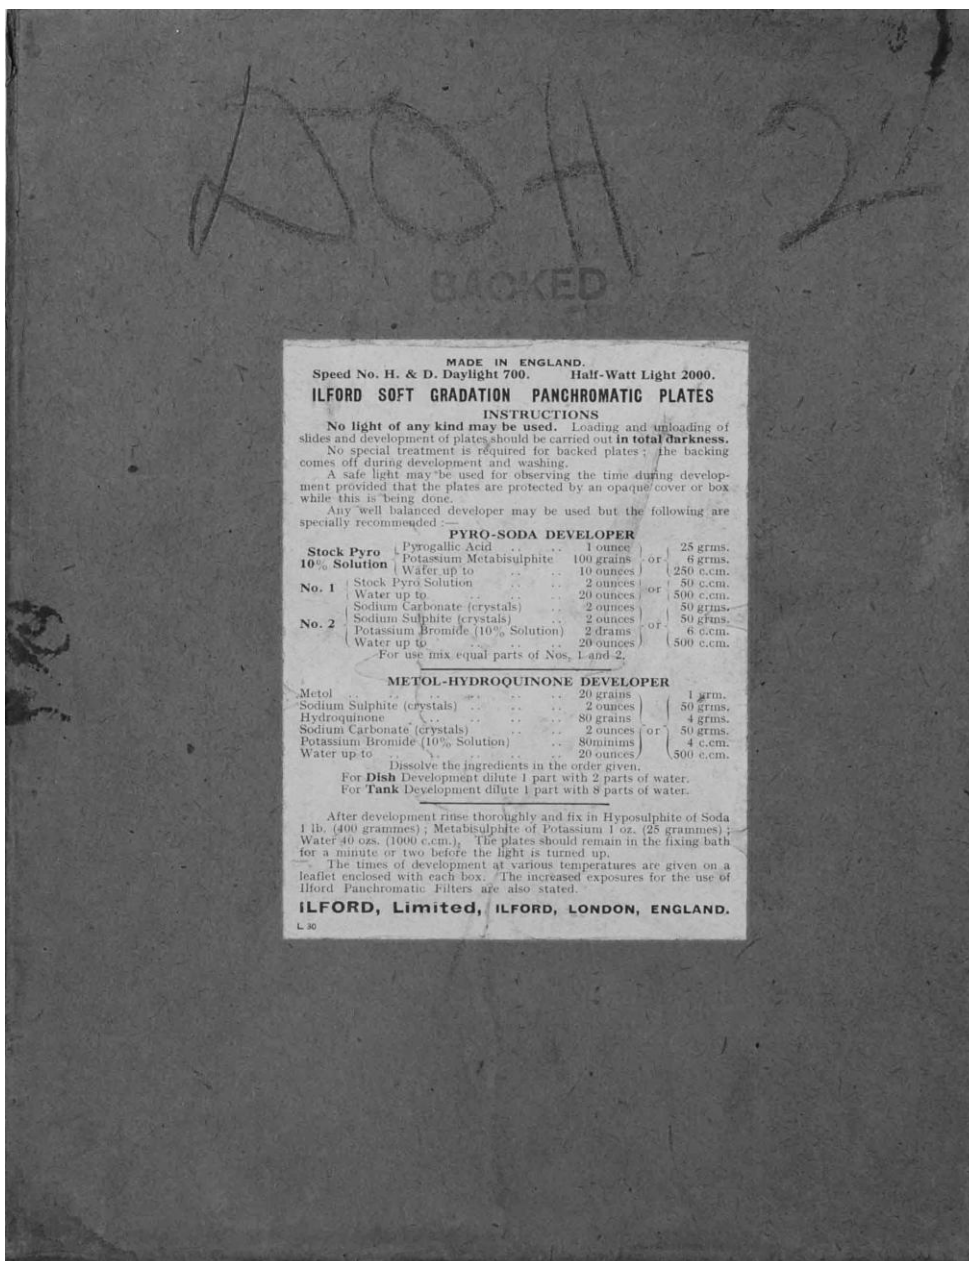 DOH 21
BACKED
MADE IN ENGLAND.
Speed No. H. & D. Daylight 700. Half-Watt Light 2000.
ILFORD SOFT GRADATION PANCHROMATIC PLATES
INSTRUCTIONS
No light of any kind may be used. Loading and unloading of
slides and development of plates should be carried out in total darkness.
No special treatment is required for backed plates ; the backing
comes off during development and washing.
A safe light may be used for observing the time during develop-
ment provided that the plates are protected by an opaque cover or box
while this is being done.
Any well balanced developer may be used but the following are
specially recommended :—
PYRO-SODA DEVELOPER
Stock Pyro 10% Solution
Pyrogallic Acid .. .. 1 ounce 25 grms.
Potassium Metabisulphite 100 grains or 6 grms.
Water up to .. .. 10 ounces 250 c.cm.
No. 1
Stock Pyro Solution .. 2 ounces or 50 c.cm.
Water up to .. .. .. 20 ounces 500 c.cm.
No. 2
Sodium Carbonate (crystals) .. 2 ounces 50 grms.
Sodium Sulphite (crystals) .. 2 ounces or 50 grms.
Potassium Bromide (10% Solution) 2 drams 6 c.cm.
Water up to .. .. .. 20 ounces 500 c.cm.
For use mix equal parts of Nos. 1 and 2.
METOL-HYDROQUINONE DEVELOPER
Metol .. .. .. .. .. .. 20 grains 1 grm.
Sodium Sulphite (crystals) .. .. .. 2 ounces 50 grms.
Hydroquinone .. .. .. .. 80 grains 4 grms.
Sodium Carbonate (crystals) .. .. 2 ounces or 50 grms.
Potassium Bromide (10% Solution) .. 80minims 4 c.cm.
Water up to .. .. .. .. .. 20 ounces 500 c.cm.
Dissolve the ingredients in the order given.
For Dish Development dilute 1 part with 2 parts of water.
For Tank Development dilute 1 part with 8 parts of water.
After development rinse thoroughly and fix in Hyposulphite of Soda
1 lb. (400 grammes) ; Metabisulphite of Potassium 1 oz. (25 grammes) ;
Water 40 ozs. (1000 c.cm.). The plates should remain in the fixing bath
for a minute or two before the light is turned up.
The times of development at various temperatures are given on a
leaflet enclosed with each box. The increased exposures for the use of
Ilford Panchromatic Filters are also stated.
ILFORD, Limited, ILFORD, LONDON, ENGLAND.
L 30